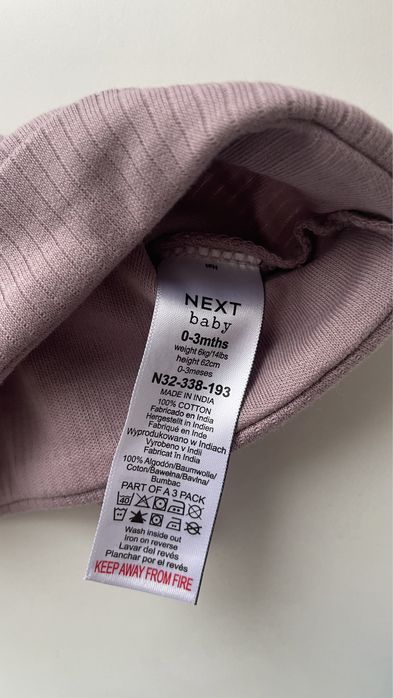 NEXT
baby
0-3mths
weight 6kg/14lbs
height 62cm
0-3meses
N32-338-193
MADE IN INDIA
100% COTTON
Fabricado en India
Hergestellt in Indien
Fabriqué en Inde
Wyprodukowano w Indiach
Vyrobeno v Indii
Fabricat în India
100% Algodón/Baumwolle/
Coton/Bawełna/Bavlna/
Bumbac
PART OF A 3 PACK
40
Wash inside out
Iron on reverse
Lavar del revés
Planchar por el revés
KEEP AWAY FROM FIRE